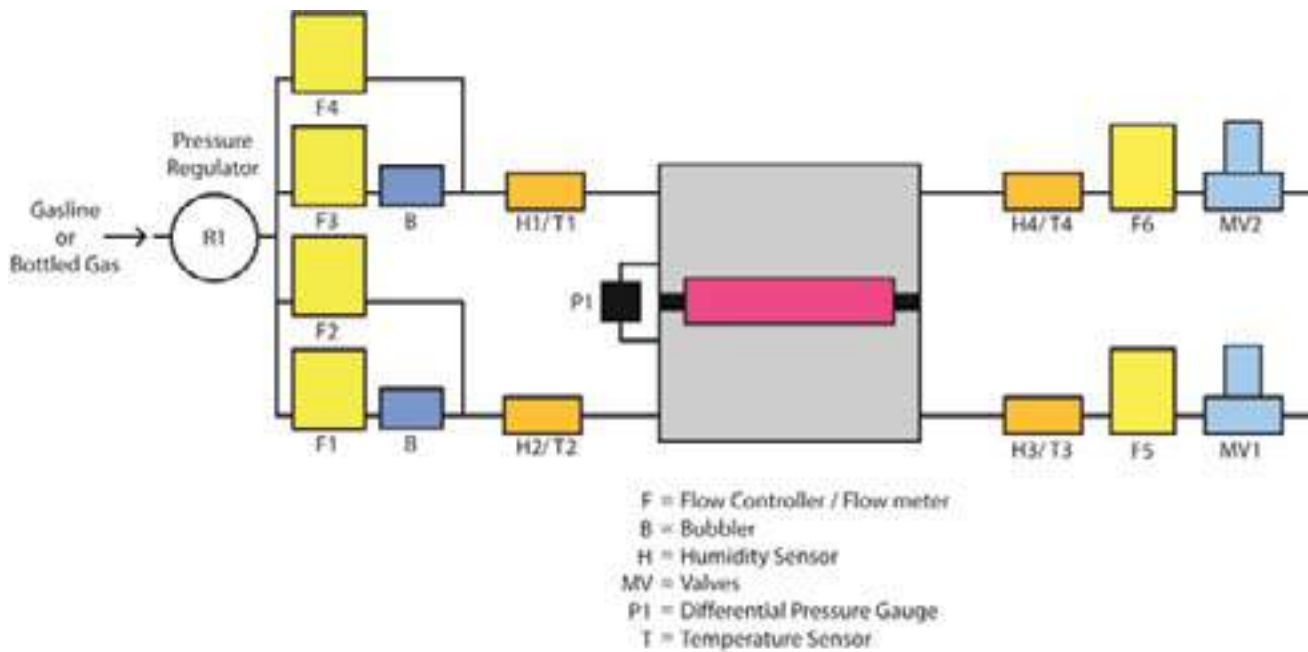 F4
Pressure
Regulator
F3
B
H1/T1
H4/T4
F6
MV2
Gasline
or
Bottled Gas
R1
P1
F2
F1
B
H2/T2
H3/T3
F5
MV1
F = Flow Controller / Flow meter
B = Bubbler
H = Humidity Sensor
MV = Valves
P1 = Differential Pressure Gauge
T = Temperature Sensor